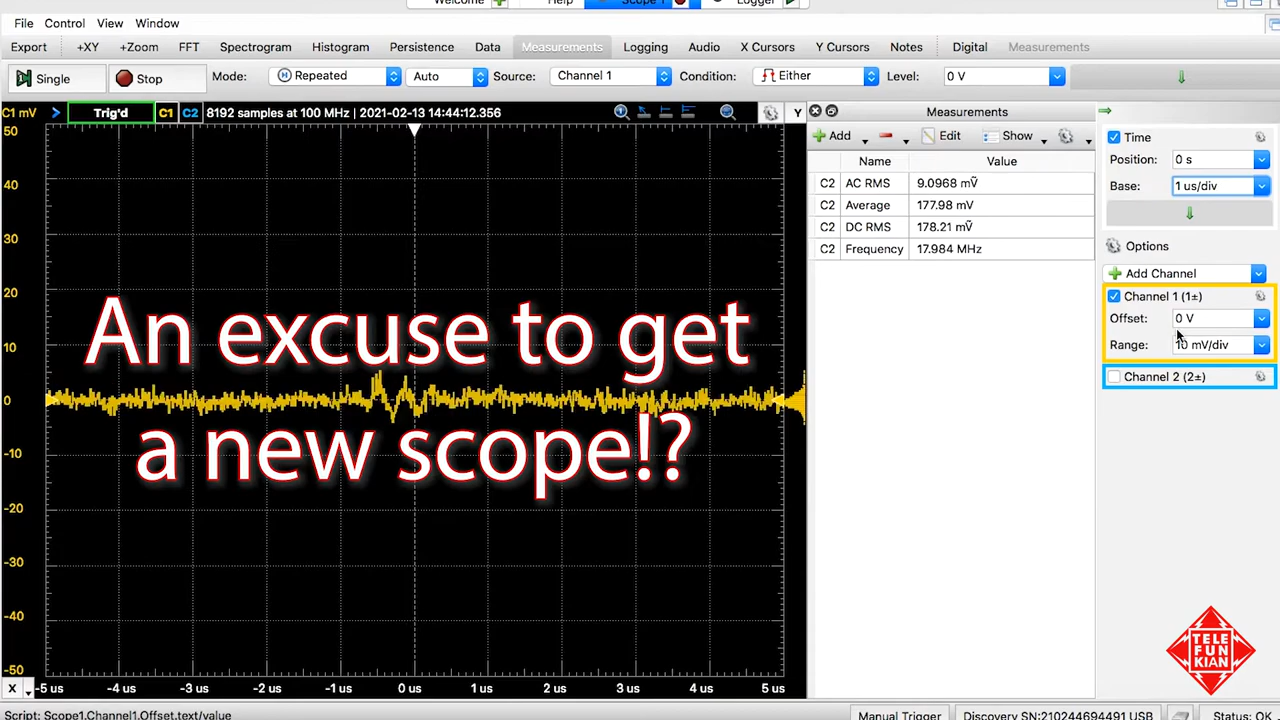 Welcome Help Scope 1 Logger
File Control View Window
Export +XY +Zoom FFT Spectrogram Histogram Persistence Data Measurements Logging Audio X Cursors Y Cursors Notes Digital Measurements
Single Stop Mode: Repeated Auto Source: Channel 1 Condition: Either Level: 0 V
C1 mV Trig'd C1 C2 8192 samples at 100 MHz | 2021-02-13 14:44:12.356 Y
Measurements
Add Edit Show
Name Value
C2 AC RMS 9.0968 mṼ
C2 Average 177.98 mV
C2 DC RMS 178.21 mṼ
C2 Frequency 17.984 MHz
Time
Position: 0 s
Base: 1 us/div
Options
Add Channel
Channel 1 (1±)
Offset: 0 V
Range: 10 mV/div
Channel 2 (2±)
50
40
30
20
10
0
-10
-20
-30
-40
-50
An excuse to get
a new scope!?
TELE
FUN
KIAN
X -5 us -4 us -3 us -2 us -1 us 0 us 1 us 2 us 3 us 4 us 5 us
Script: Scope1.Channel1.Offset.text/value
Manual Trigger Discovery SN:210244694491 USB Status: OK